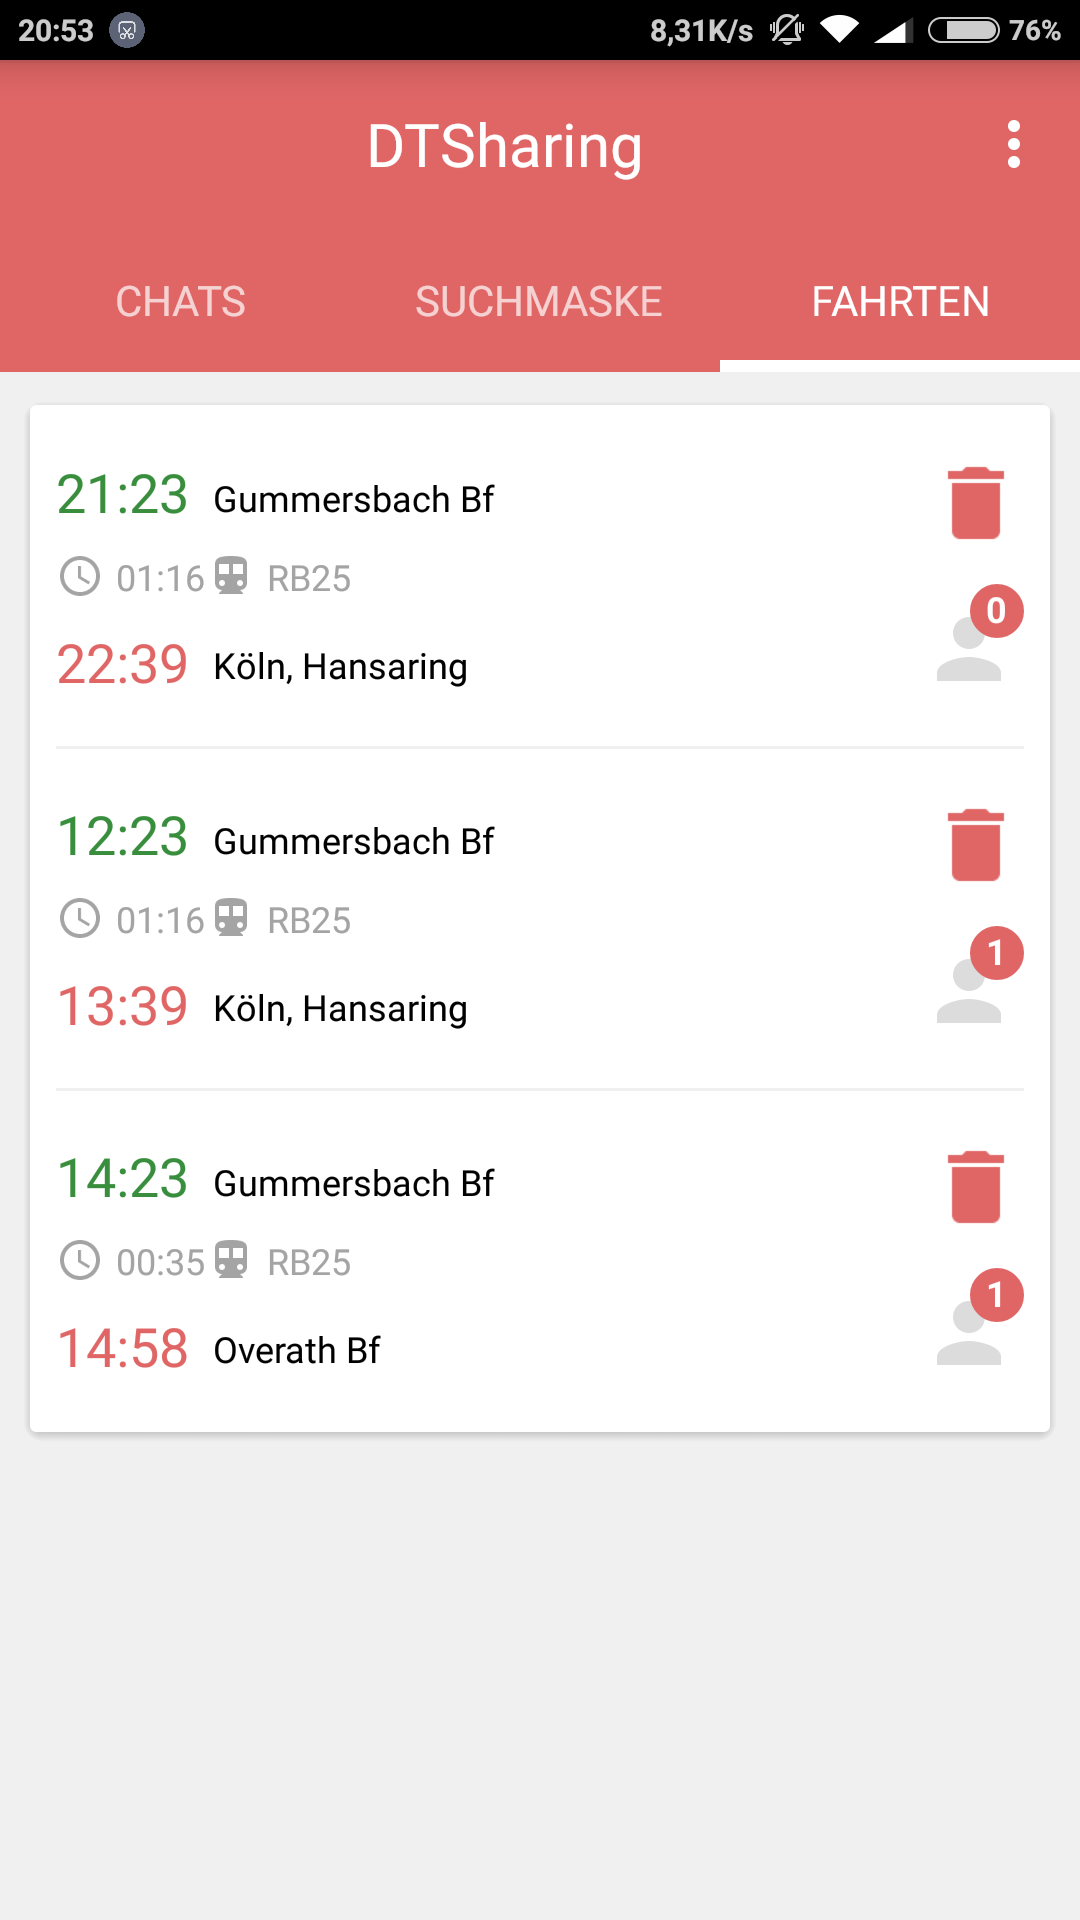 20:53 8,31K/s 76%
DTSharing
CHATS SUCHMASKE FAHRTEN
21:23 Gummersbach Bf
01:16 RB25
0
22:39 Köln, Hansaring
12:23 Gummersbach Bf
01:16 RB25
1
13:39 Köln, Hansaring
14:23 Gummersbach Bf
00:35 RB25
1
14:58 Overath Bf